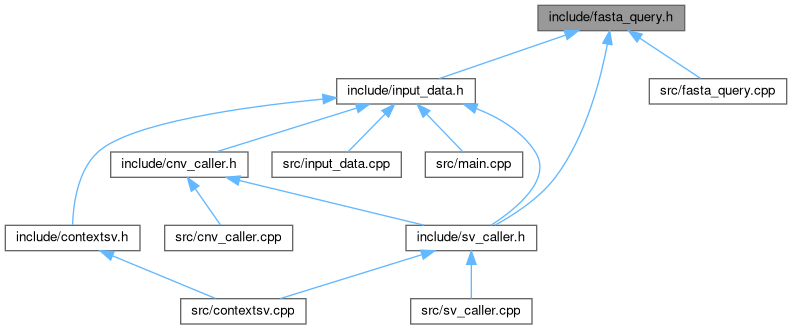 include/fasta_query.h
include/input_data.h
src/fasta_query.cpp
include/cnv_caller.h
src/input_data.cpp
src/main.cpp
include/contextsv.h
src/cnv_caller.cpp
include/sv_caller.h
src/contextsv.cpp
src/sv_caller.cpp